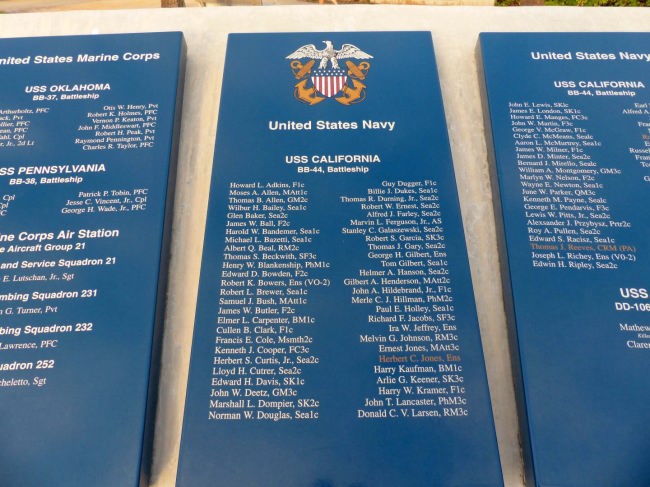 United States Marine Corps
USS OKLAHOMA
BB-37, Battleship
Arthurholtz, PFC
Otis W. Henry, Pvt
Robert K. Holmes, PFC
Vernon P. Keaton, Pvt
John F. Middleswart, PFC
Robert H. Peak, Pvt
Raymond Pennington, Pvt
Charles R. Taylor, PFC
USS PENNSYLVANIA
BB-38, Battleship
Patrick P. Tobin, PFC
Jesse C. Vincent, Jr., Cpl
George H. Wade, Jr., PFC
Corps Air Station
Aircraft Group 21
and Service Squadron 21
E. Lutschan, Jr., Sgt
Squadron 231
G. Turner, Pvt
Squadron 232
Lawrence, PFC
Squadron 252
Sgt
United States Navy
USS CALIFORNIA
BB-44, Battleship
Howard L. Adkins, F1c
Moses A. Allen, MAtt1c
Thomas B. Allen, GM2c
Wilbur H. Bailey, Sea1c
Glen Baker, Sea2c
James W. Ball, F2c
Harold W. Bandemer, Sea1c
Michael L. Bazetti, Sea1c
Albert Q. Beal, RM2c
Thomas S. Beckwith, SF3c
Henry W. Blankenship, PhM1c
Edward D. Bowden, F2c
Robert K. Bowers, Ens (VO-2)
Robert L. Brewer, Sea1c
Samuel J. Bush, MAtt1c
James W. Butler, F2c
Elmer L. Carpenter, BM1c
Cullen B. Clark, F1c
Francis E. Cole, Msmth2c
Kenneth J. Cooper, FC3c
Herbert S. Curtis, Jr., Sea2c
Lloyd H. Cutrer, Sea2c
Edward H. Davis, SK1c
John W. Deetz, GM3c
Marshall L. Dompier, SK2c
Norman W. Douglas, Sea1c
Guy Dugger, F1c
Billie J. Dukes, Sea1c
Thomas R. Durning, Jr., Sea2c
Robert W. Ernest, Sea2c
Alfred J. Farley, Sea2c
Marvin L. Ferguson, Jr., AS
Stanley C. Galaszewski, Sea2c
Robert S. Garcia, SK3c
Thomas J. Gary, Sea2c
George H. Gilbert, Ens
Tom Gilbert, Sea1c
Helmer A. Hanson, Sea2c
Gilbert A. Henderson, MAtt2c
John A. Hildebrand, Jr., F1c
Merle C. J. Hillman, PhM2c
Paul E. Holley, Sea1c
Richard F. Jacobs, SF3c
Ira W. Jeffrey, Ens
Melvin G. Johnson, RM3c
Ernest Jones, MAtt3c
Herbert C. Jones, Ens
Harry Kaufman, BM1c
Arlie G. Keener, SK3c
Harry W. Kramer, F1c
John T. Lancaster, PhM3c
Donald C. V. Larsen, RM3c
United States Navy
USS CALIFORNIA
BB-44, Battleship
John E. Lewis, SK1c
James E. London, SK1c
Howard E. Manges, FC3c
John W. Martin, F3c
George V. McGraw, F1c
Clyde C. McMeans, Sea1c
Aaron L. McMurtrey, Sea1c
James W. Milner, F1c
James D. Minter, Sea2c
Bernard J. Mirello, Sea1c
William A. Montgomery, GM3c
Marlyn W. Nelson, F2c
Wayne E. Newton, Sea1c
June W. Parker, QM3c
Kenneth M. Payne, Sea1c
George E. Pendarvis, F3c
Lewis W. Pitts, Jr., Sea2c
Alexsander J. Przybysz, Prtr2c
Roy A. Pullen, Sea2c
Edward S. Racisz, Sea1c
Thomas J. Reeves, CRM (PA)
Joseph L. Richey, Ens (VO-2)
Edwin H. Ripley, Sea2c
USS